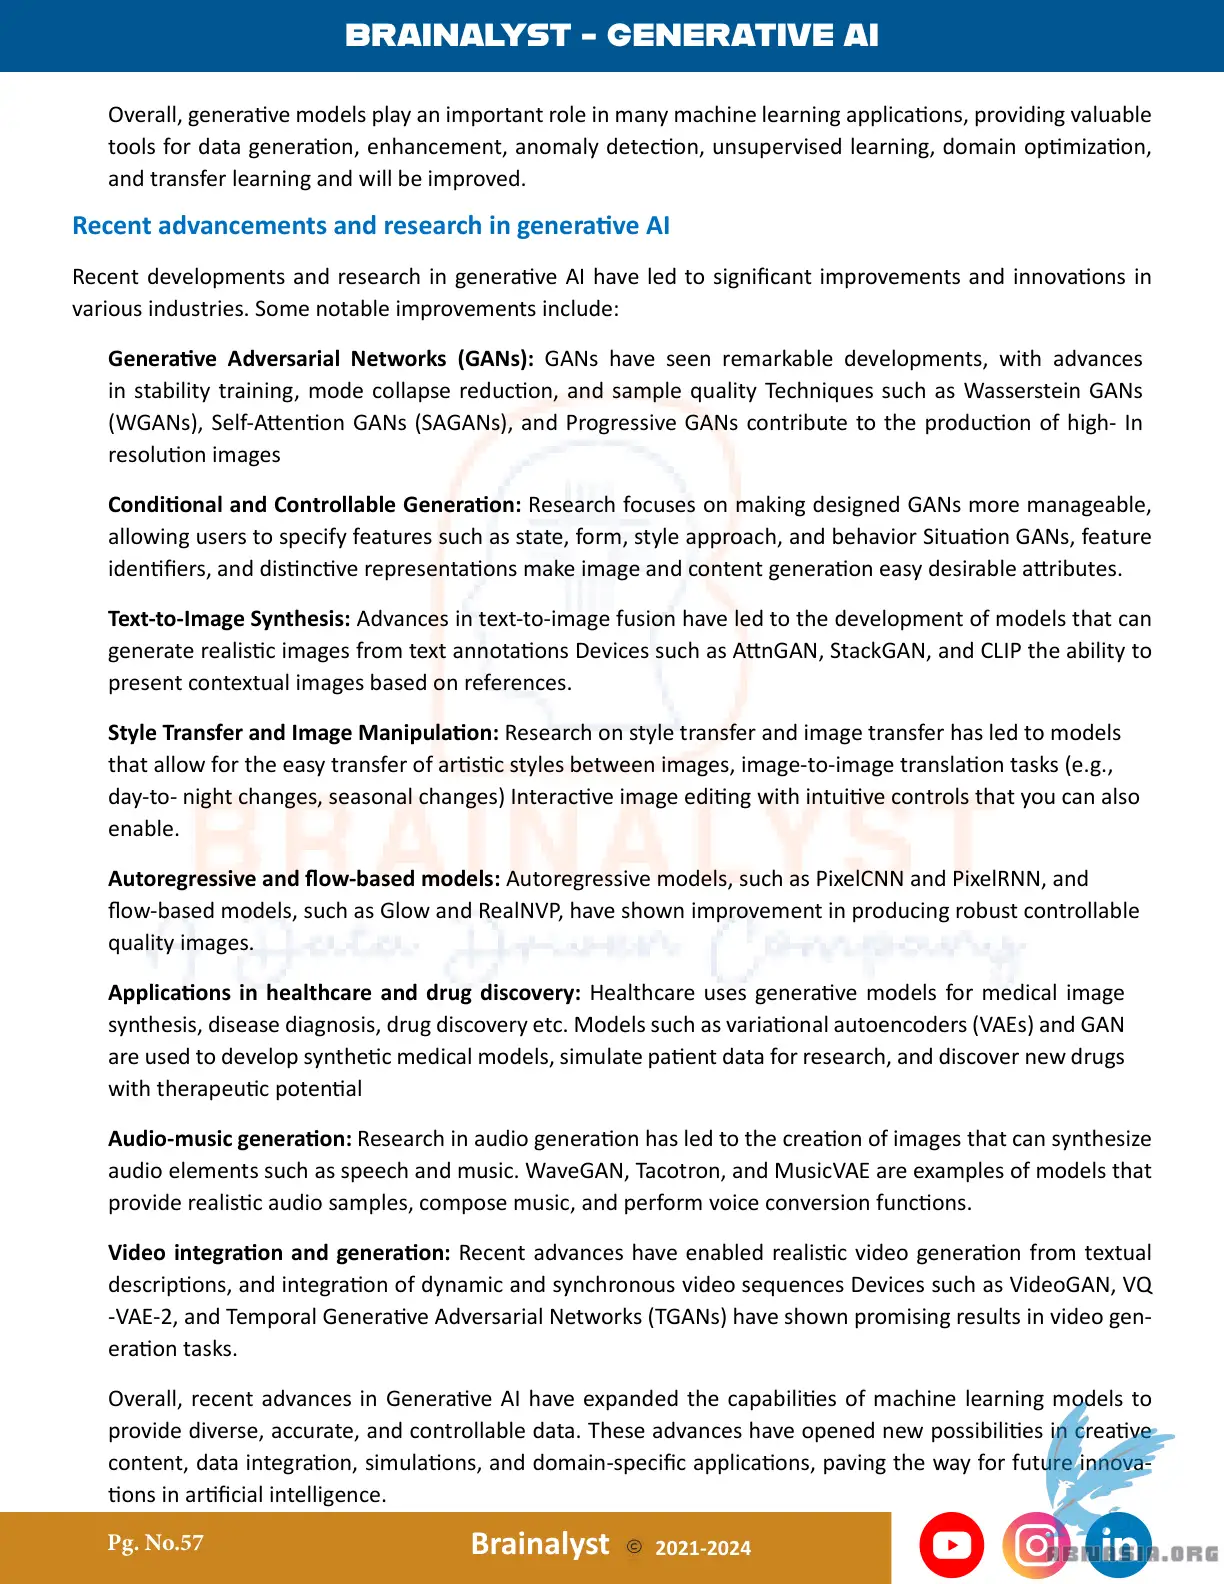 BRAINALYST - GENERATIVE AI
Overall, generative models play an important role in many machine learning applications, providing valuable
tools for data generation, enhancement, anomaly detection, unsupervised learning, domain optimization,
and transfer learning and will be improved.
Recent advancements and research in generative AI
Recent developments and research in generative AI have led to significant improvements and innovations in
various industries. Some notable improvements include:
Generative Adversarial Networks (GANs): GANs have seen remarkable developments, with advances
in stability training, mode collapse reduction, and sample quality Techniques such as Wasserstein GANs
(WGANs), Self-Attention GANs (SAGANs), and Progressive GANs contribute to the production of high- In
resolution images
Conditional and Controllable Generation: Research focuses on making designed GANs more manageable,
allowing users to specify features such as state, form, style approach, and behavior Situation GANs, feature
identifiers, and distinctive representations make image and content generation easy desirable attributes.
Text-to-Image Synthesis: Advances in text-to-image fusion have led to the development of models that can
generate realistic images from text annotations Devices such as AttnGAN, StackGAN, and CLIP the ability to
present contextual images based on references.
Style Transfer and Image Manipulation: Research on style transfer and image transfer has led to models
that allow for the easy transfer of artistic styles between images, image-to-image translation tasks (e.g.,
day-to- night changes, seasonal changes) Interactive image editing with intuitive controls that you can also
enable.
BRAINALYST
Autoregressive and flow-based models: Autoregressive models, such as PixelCNN and PixelRNN, and
flow-based models, such as Glow and RealNVP, have shown improvement in producing robust controllable
quality images.
A Data Driven Company
Applications in healthcare and drug discovery: Healthcare uses generative models for medical image
synthesis, disease diagnosis, drug discovery etc. Models such as variational autoencoders (VAEs) and GAN
are used to develop synthetic medical models, simulate patient data for research, and discover new drugs
with therapeutic potential
Audio-music generation: Research in audio generation has led to the creation of images that can synthesize
audio elements such as speech and music. WaveGAN, Tacotron, and MusicVAE are examples of models that
provide realistic audio samples, compose music, and perform voice conversion functions.
Video integration and generation: Recent advances have enabled realistic video generation from textual
descriptions, and integration of dynamic and synchronous video sequences Devices such as VideoGAN, VQ
-VAE-2, and Temporal Generative Adversarial Networks (TGANs) have shown promising results in video gen-
eration tasks.
Overall, recent advances in Generative AI have expanded the capabilities of machine learning models to
provide diverse, accurate, and controllable data. These advances have opened new possibilities in creative
content, data integration, simulations, and domain-specific applications, paving the way for future innova-
tions in artificial intelligence.
Pg. No.57
Brainalyst © 2021-2024
in
ABIMASIA.ORG